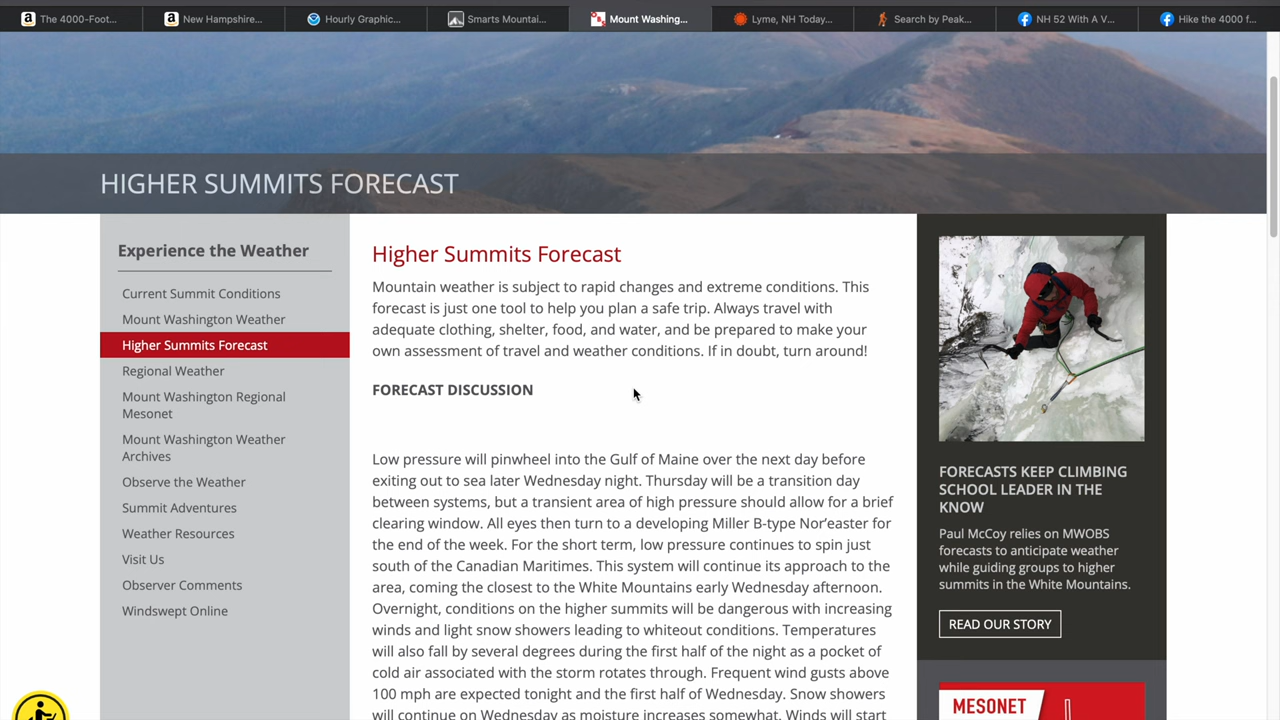 The 4000-Foot...
New Hampshire...
Hourly Graphic...
Smarts Mountai...
Mount Washing...
Lyme, NH Today...
Search by Peak...
NH 52 With A V...
Hike the 4000 f...
HIGHER SUMMITS FORECAST
Experience the Weather
Current Summit Conditions
Mount Washington Weather
Higher Summits Forecast
Regional Weather
Mount Washington Regional
Mesonet
Mount Washington Weather
Archives
Observe the Weather
Summit Adventures
Weather Resources
Visit Us
Observer Comments
Windswept Online
Higher Summits Forecast
Mountain weather is subject to rapid changes and extreme conditions. This
forecast is just one tool to help you plan a safe trip. Always travel with
adequate clothing, shelter, food, and water, and be prepared to make your
own assessment of travel and weather conditions. If in doubt, turn around!
FORECAST DISCUSSION
Low pressure will pinwheel into the Gulf of Maine over the next day before
exiting out to sea later Wednesday night. Thursday will be a transition day
between systems, but a transient area of high pressure should allow for a brief
clearing window. All eyes then turn to a developing Miller B-type Nor’easter for
the end of the week. For the short term, low pressure continues to spin just
south of the Canadian Maritimes. This system will continue its approach to the
area, coming the closest to the White Mountains early Wednesday afternoon.
Overnight, conditions on the higher summits will be dangerous with increasing
winds and light snow showers leading to whiteout conditions. Temperatures
will also fall by several degrees during the first half of the night as a pocket of
cold air associated with the storm rotates through. Frequent wind gusts above
100 mph are expected tonight and the first half of Wednesday. Snow showers
will continue on Wednesday as moisture increases somewhat. Winds will start
FORECASTS KEEP CLIMBING
SCHOOL LEADER IN THE
KNOW
Paul McCoy relies on MWOBS
forecasts to anticipate weather
while guiding groups to higher
summits in the White Mountains.
READ OUR STORY
MESONET